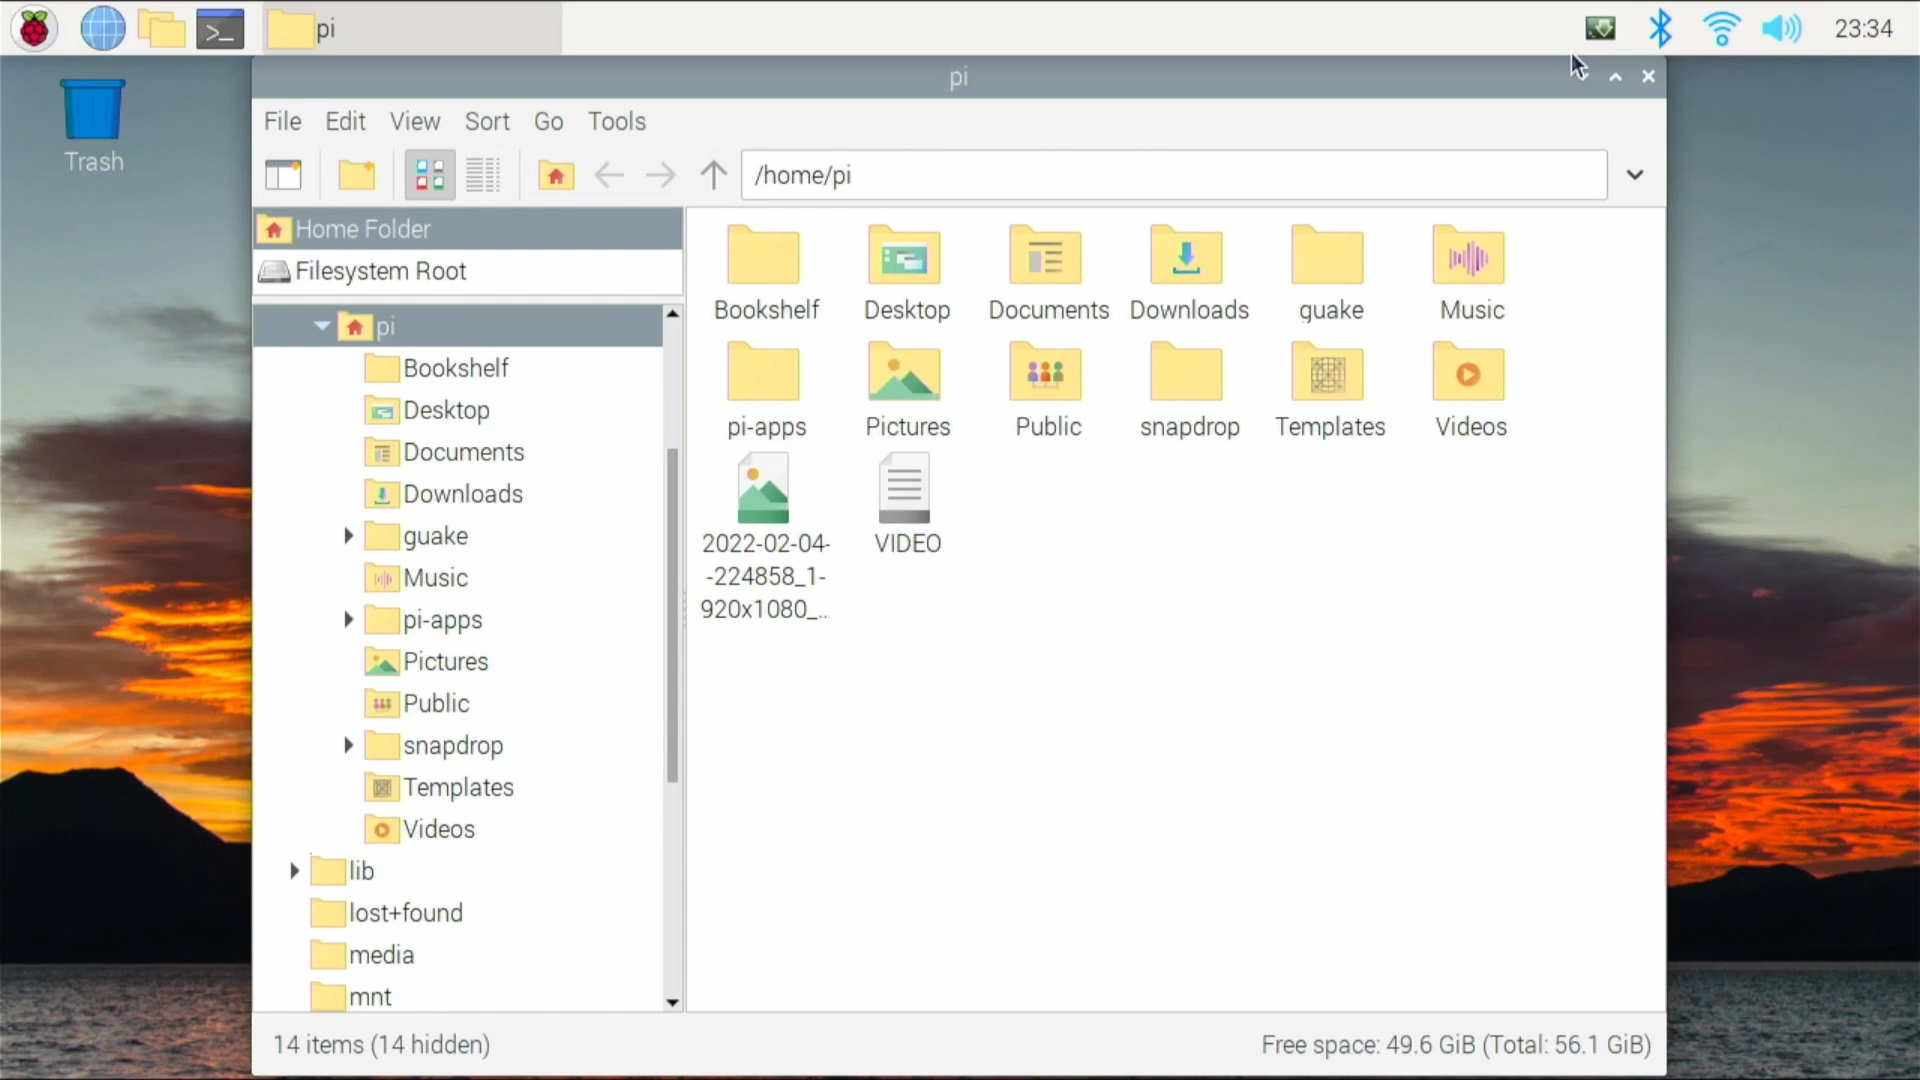 pi
23:34
Trash
pi
File Edit View Sort Go Tools
/home/pi
Home Folder
Filesystem Root
pi
Bookshelf
Desktop
Documents
Downloads
guake
Music
pi-apps
Pictures
Public
snapdrop
Templates
Videos
lib
lost+found
media
mnt
Bookshelf Desktop Documents Downloads guake Music
pi-apps Pictures Public snapdrop Templates Videos
2022-02-04-
-224858_1-
920x1080_...
VIDEO
14 items (14 hidden)
Free space: 49.6 GiB (Total: 56.1 GiB)